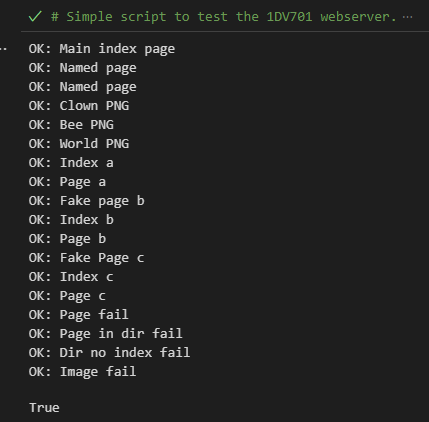 # Simple script to test the 1DV701 webserver. ...
OK: Main index page
OK: Named page
OK: Named page
OK: Clown PNG
OK: Bee PNG
OK: World PNG
OK: Index a
OK: Page a
OK: Fake page b
OK: Index b
OK: Page b
OK: Fake Page c
OK: Index c
OK: Page c
OK: Page fail
OK: Page in dir fail
OK: Dir no index fail
OK: Image fail
True